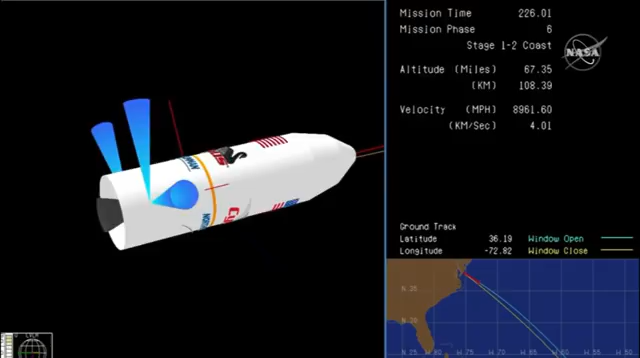 Mission Time 226.01
Mission Phase 6
Stage 1-2 Coast
NASA
Altitude (Miles) 67.35
(KM) 108.39
Velocity (MPH) 8961.60
(KM/Sec) 4.01
Ground Track
Latitude 36.19 Window Open
Longitude -72.82 Window Close
N 35
N 30